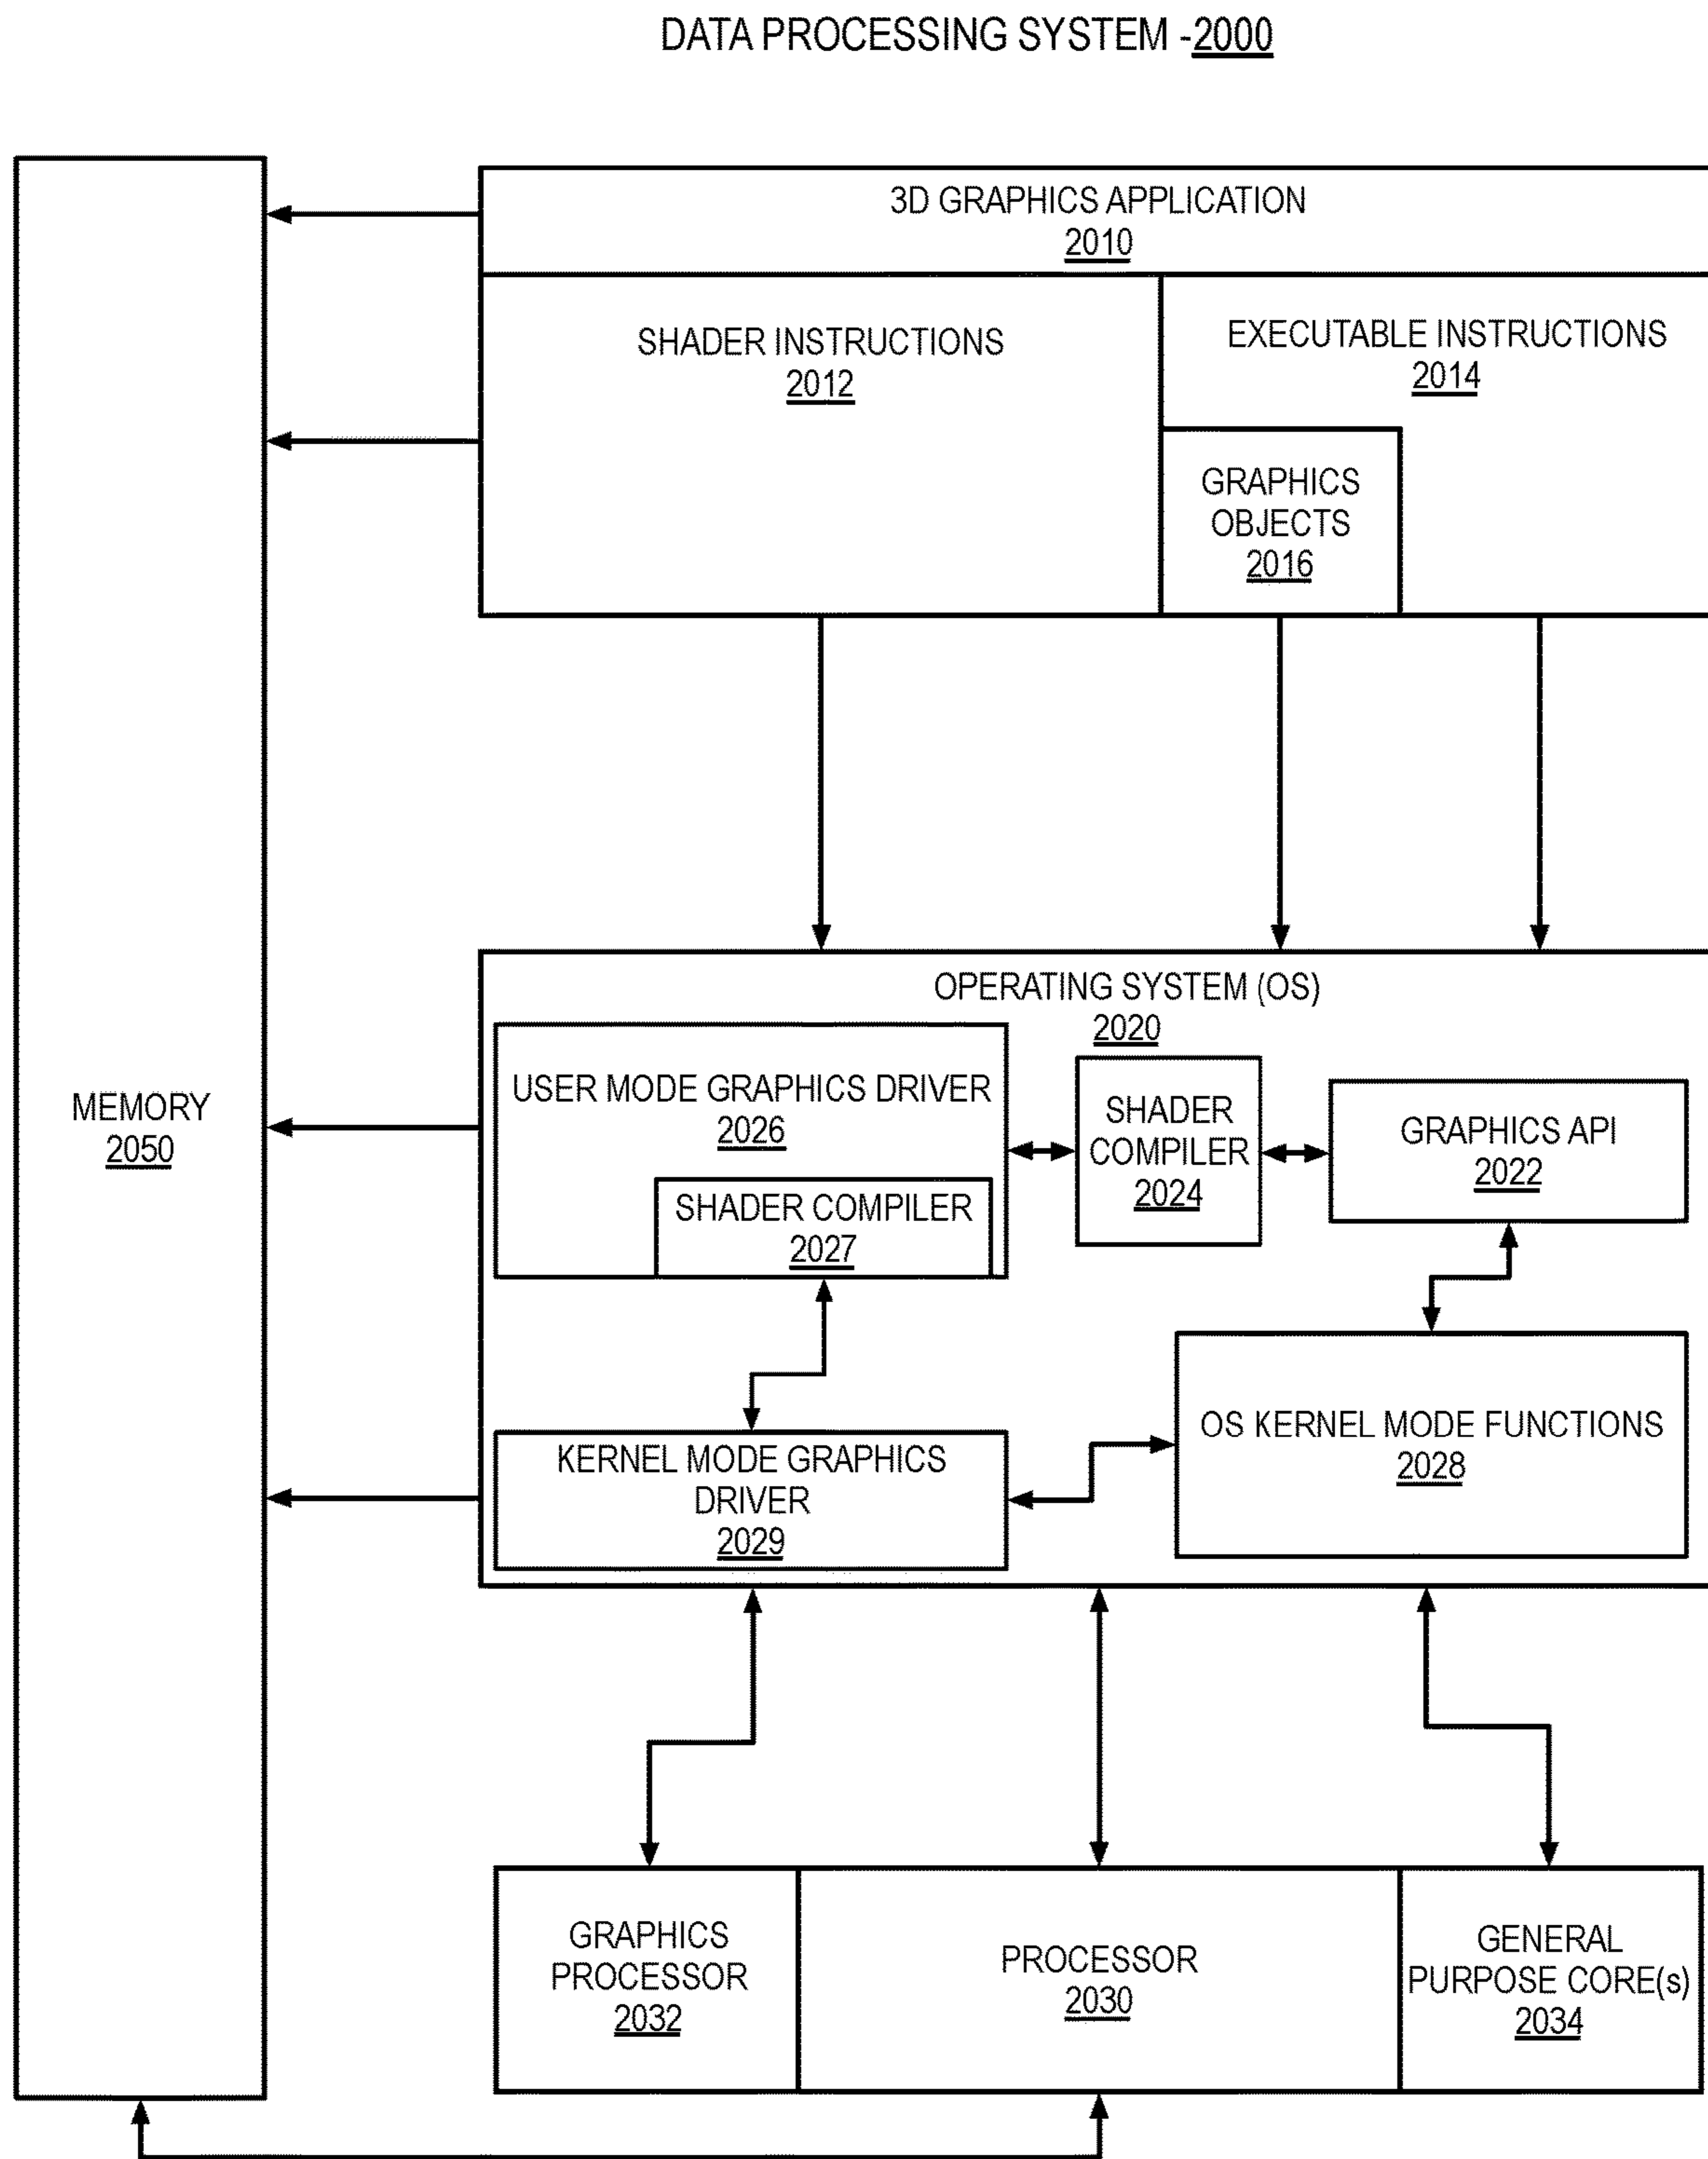 DATA PROCESSING SYSTEM -2000
3D GRAPHICS APPLICATION
2010
SHADER INSTRUCTIONS
2012
EXECUTABLE INSTRUCTIONS
2014
GRAPHICS
OBJECTS
2016
MEMORY
2050
OPERATING SYSTEM (OS)
2020
USER MODE GRAPHICS DRIVER
2026
SHADER COMPILER
2027
SHADER
COMPILER
2024
GRAPHICS API
2022
KERNEL MODE GRAPHICS
DRIVER
2029
OS KERNEL MODE FUNCTIONS
2028
GRAPHICS
PROCESSOR
2032
PROCESSOR
2030
GENERAL
PURPOSE CORE(s)
2034